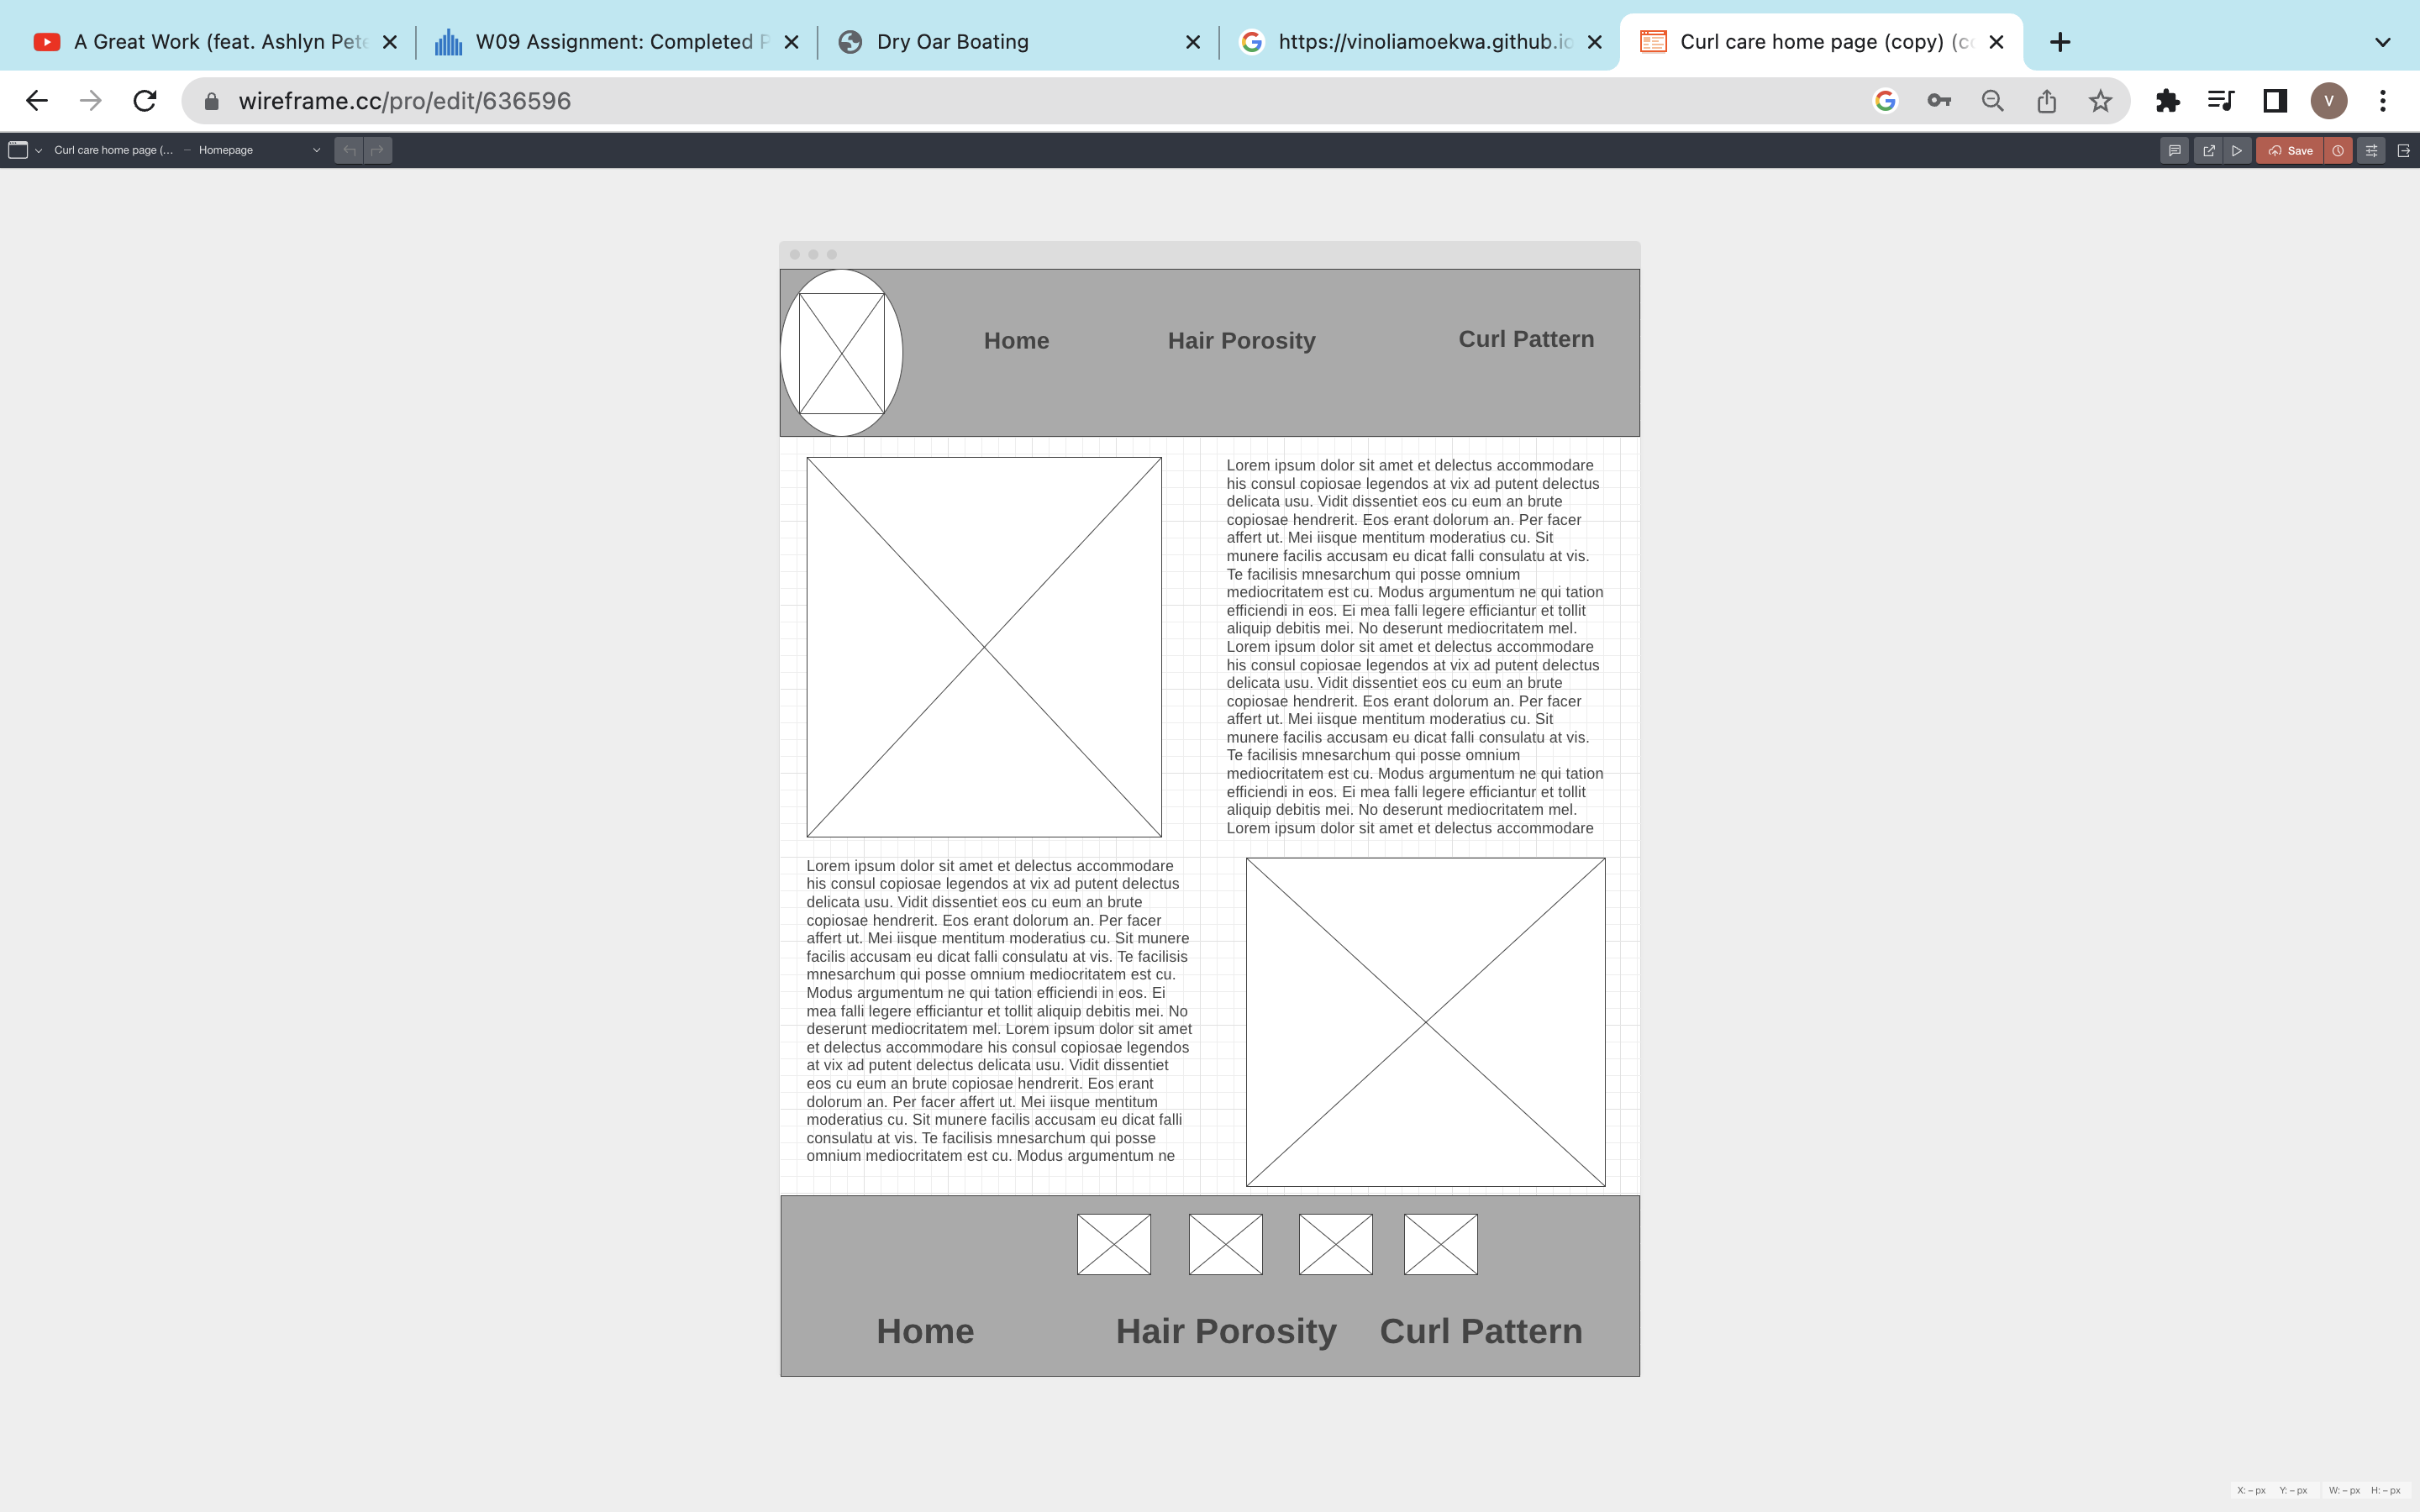 A Great Work (feat. Ashlyn Pete
W09 Assignment: Completed P
Dry Oar Boating
https://vinoliamoekwa.github.io
Curl care home page (copy) (co
wireframe.cc/pro/edit/636596
V
Curl care home page (... – Homepage
Save
Home
Hair Porosity
Curl Pattern
Lorem ipsum dolor sit amet et delectus accommodare
his consul copiosae legendos at vix ad putent delectus
delicata usu. Vidit dissentiet eos cu eum an brute
copiosae hendrerit. Eos erant dolorum an. Per facer
affert ut. Mei iisque mentitum moderatius cu. Sit
munere facilis accusam eu dicat falli consulatu at vis.
Te facilisis mnesarchum qui posse omnium
mediocritatem est cu. Modus argumentum ne qui tation
efficiendi in eos. Ei mea falli legere efficiantur et tollit
aliquip debitis mei. No deserunt mediocritatem mel.
Lorem ipsum dolor sit amet et delectus accommodare
his consul copiosae legendos at vix ad putent delectus
delicata usu. Vidit dissentiet eos cu eum an brute
copiosae hendrerit. Eos erant dolorum an. Per facer
affert ut. Mei iisque mentitum moderatius cu. Sit
munere facilis accusam eu dicat falli consulatu at vis.
Te facilisis mnesarchum qui posse omnium
mediocritatem est cu. Modus argumentum ne qui tation
efficiendi in eos. Ei mea falli legere efficiantur et tollit
aliquip debitis mei. No deserunt mediocritatem mel.
Lorem ipsum dolor sit amet et delectus accommodare
Lorem ipsum dolor sit amet et delectus accommodare
his consul copiosae legendos at vix ad putent delectus
delicata usu. Vidit dissentiet eos cu eum an brute
copiosae hendrerit. Eos erant dolorum an. Per facer
affert ut. Mei iisque mentitum moderatius cu. Sit munere
facilis accusam eu dicat falli consulatu at vis. Te facilisis
mnesarchum qui posse omnium mediocritatem est cu.
Modus argumentum ne qui tation efficiendi in eos. Ei
mea falli legere efficiantur et tollit aliquip debitis mei. No
deserunt mediocritatem mel. Lorem ipsum dolor sit amet
et delectus accommodare his consul copiosae legendos
at vix ad putent delectus delicata usu. Vidit dissentiet
eos cu eum an brute copiosae hendrerit. Eos erant
dolorum an. Per facer affert ut. Mei iisque mentitum
moderatius cu. Sit munere facilis accusam eu dicat falli
consulatu at vis. Te facilisis mnesarchum qui posse
omnium mediocritatem est cu. Modus argumentum ne
Home
Hair Porosity
Curl Pattern
X: – px Y: – px W: – px H: – px